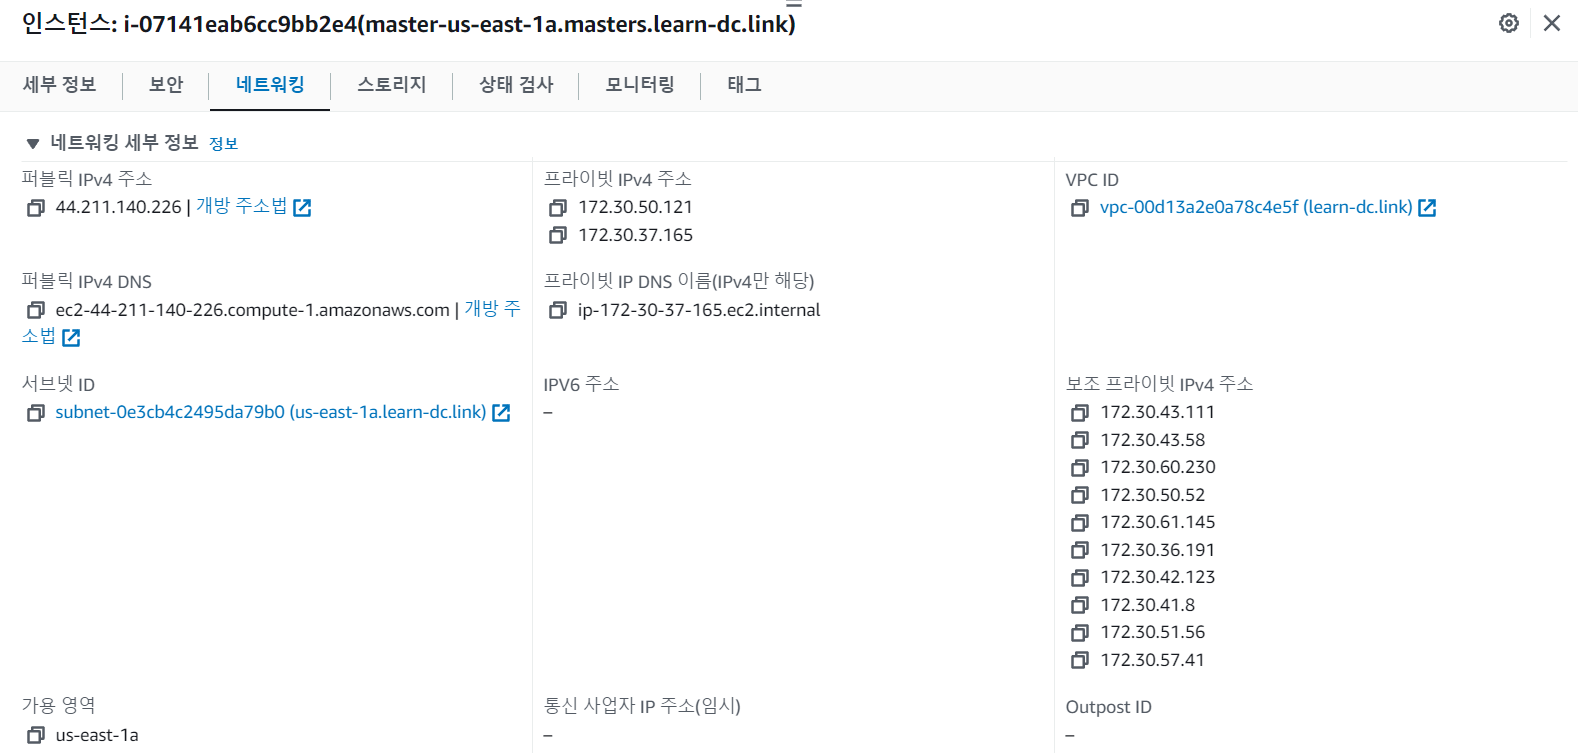 인스턴스: i-07141eab6cc9bb2e4(master-us-east-1a.masters.learn-dc.link)
세부 정보
보안
네트워킹
스토리지
상태 검사
모니터링
태그
네트워킹 세부 정보 정보
퍼블릭 IPv4 주소
44.211.140.226 | 개방 주소법
프라이빗 IPv4 주소
172.30.50.121
172.30.37.165
VPC ID
vpc-00d13a2e0a78c4e5f (learn-dc.link)
퍼블릭 IPv4 DNS
ec2-44-211-140-226.compute-1.amazonaws.com | 개방 주
소법
프라이빗 IP DNS 이름(IPv4만 해당)
ip-172-30-37-165.ec2.internal
서브넷 ID
subnet-0e3cb4c2495da79b0 (us-east-1a.learn-dc.link)
IPV6 주소
–
보조 프라이빗 IPv4 주소
172.30.43.111
172.30.43.58
172.30.60.230
172.30.50.52
172.30.61.145
172.30.36.191
172.30.42.123
172.30.41.8
172.30.51.56
172.30.57.41
가용 영역
us-east-1a
통신 사업자 IP 주소(임시)
–
Outpost ID
–